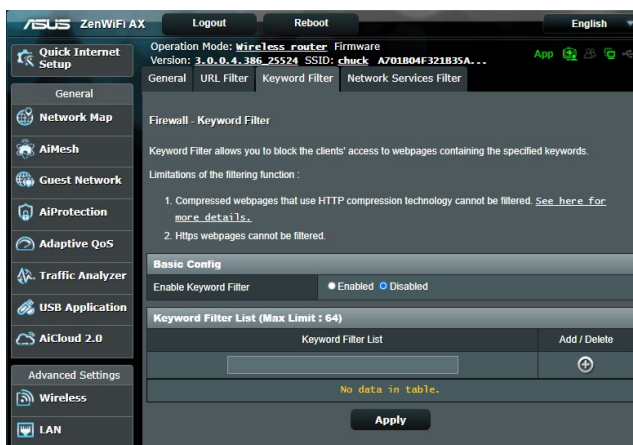 ASUS ZenWiFi AX
Logout
Reboot
English
Quick Internet
Setup
General
Network Map
AiMesh
Guest Network
AiProtection
Adaptive QoS
Traffic Analyzer
USB Application
AiCloud 2.0
Advanced Settings
Wireless
LAN
Operation Mode: Wireless router Firmware
Version: 3.0.0.4.386_25524 SSID: chuck A701B04F321B35A...
App
General URL Filter Keyword Filter Network Services Filter
Firewall - Keyword Filter
Keyword Filter allows you to block the clients' access to webpages containing the specified keywords.
Limitations of the filtering function :
1. Compressed webpages that use HTTP compression technology cannot be filtered. See here for
more details.
2. Https webpages cannot be filtered.
Basic Config
Enable Keyword Filter Enabled Disabled
Keyword Filter List (Max Limit : 64)
Keyword Filter List Add / Delete
No data in table.
Apply